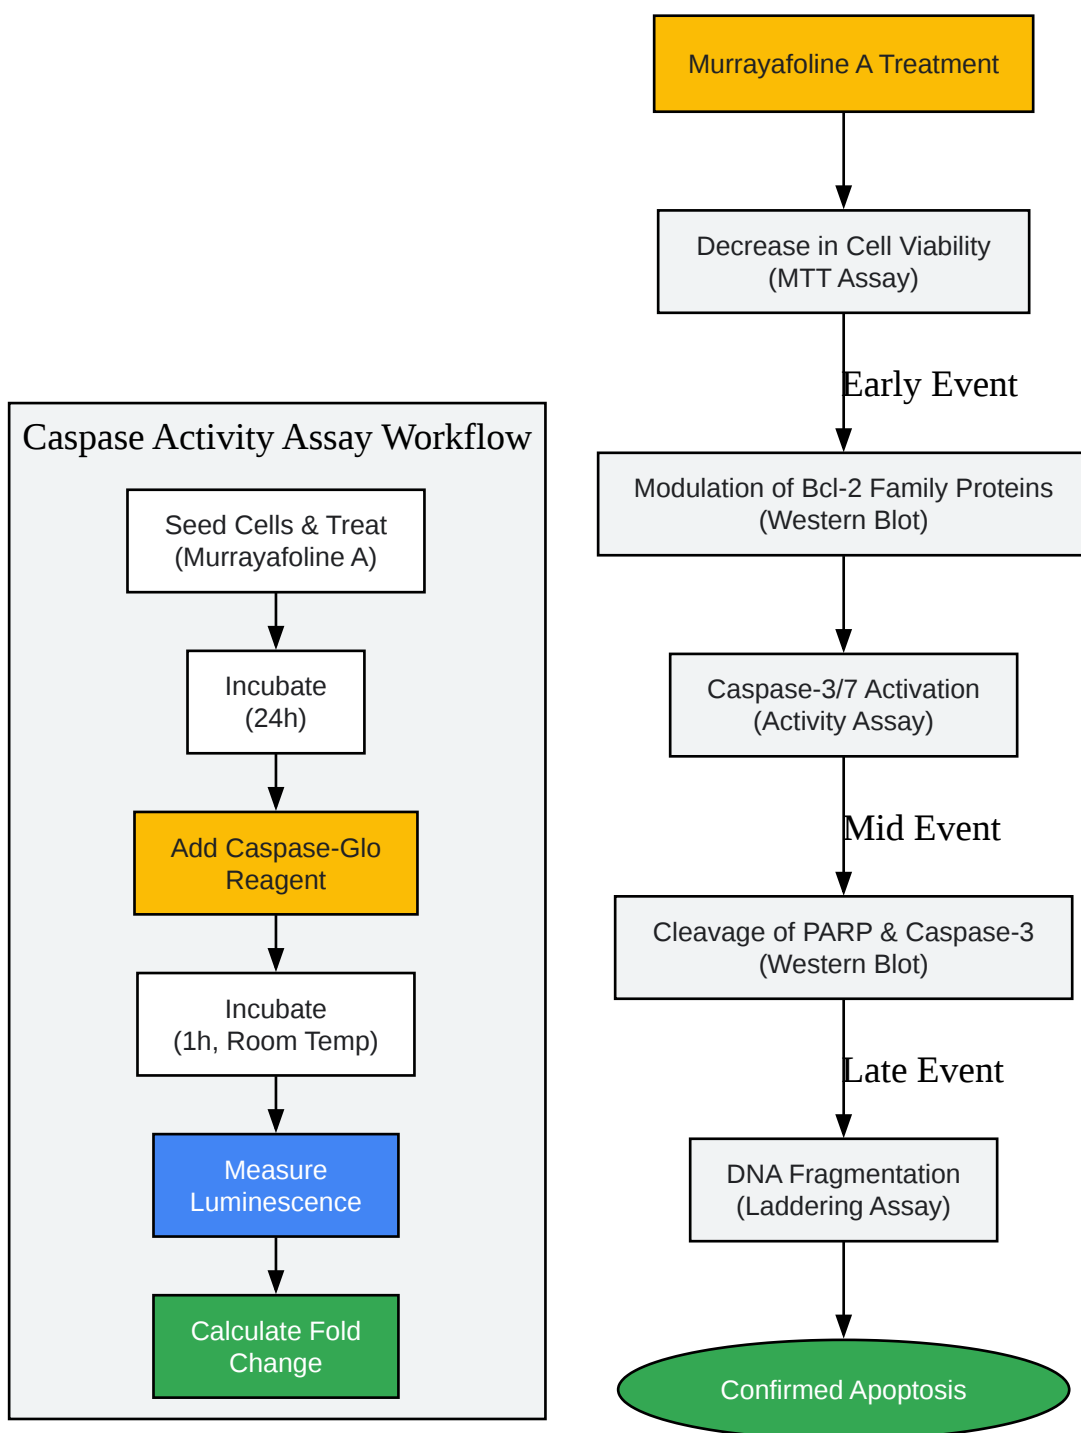 Murrayafoline A Treatment
Decrease in Cell Viability
(MTT Assay)
Early Event
Modulation of Bcl-2 Family Proteins
(Western Blot)
Caspase-3/7 Activation
(Activity Assay)
Mid Event
Cleavage of PARP & Caspase-3
(Western Blot)
Late Event
DNA Fragmentation
(Laddering Assay)
Confirmed Apoptosis
Caspase Activity Assay Workflow
Seed Cells & Treat
(Murrayafoline A)
Incubate
(24h)
Add Caspase-Glo
Reagent
Incubate
(1h, Room Temp)
Measure
Luminescence
Calculate Fold
Change